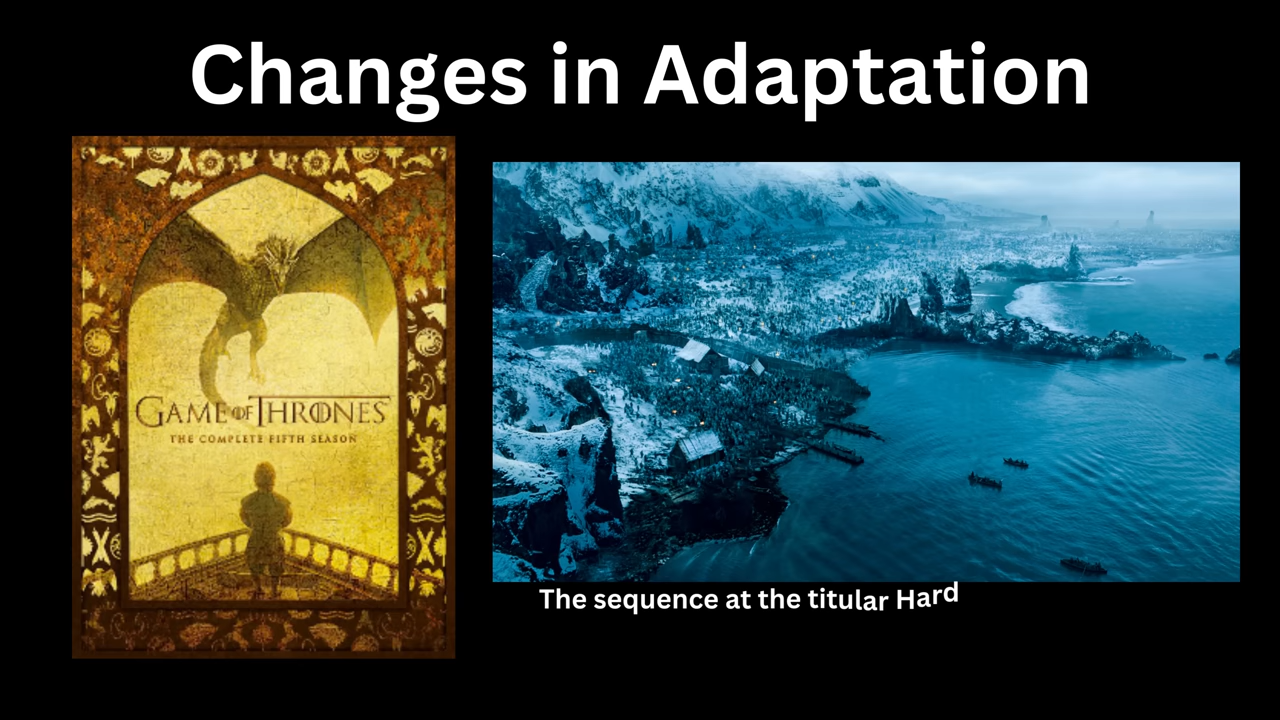 Changes in Adaptation
GAME OF THRONES
THE COMPLETE FIFTH SEASON
The sequence at the titular Hard